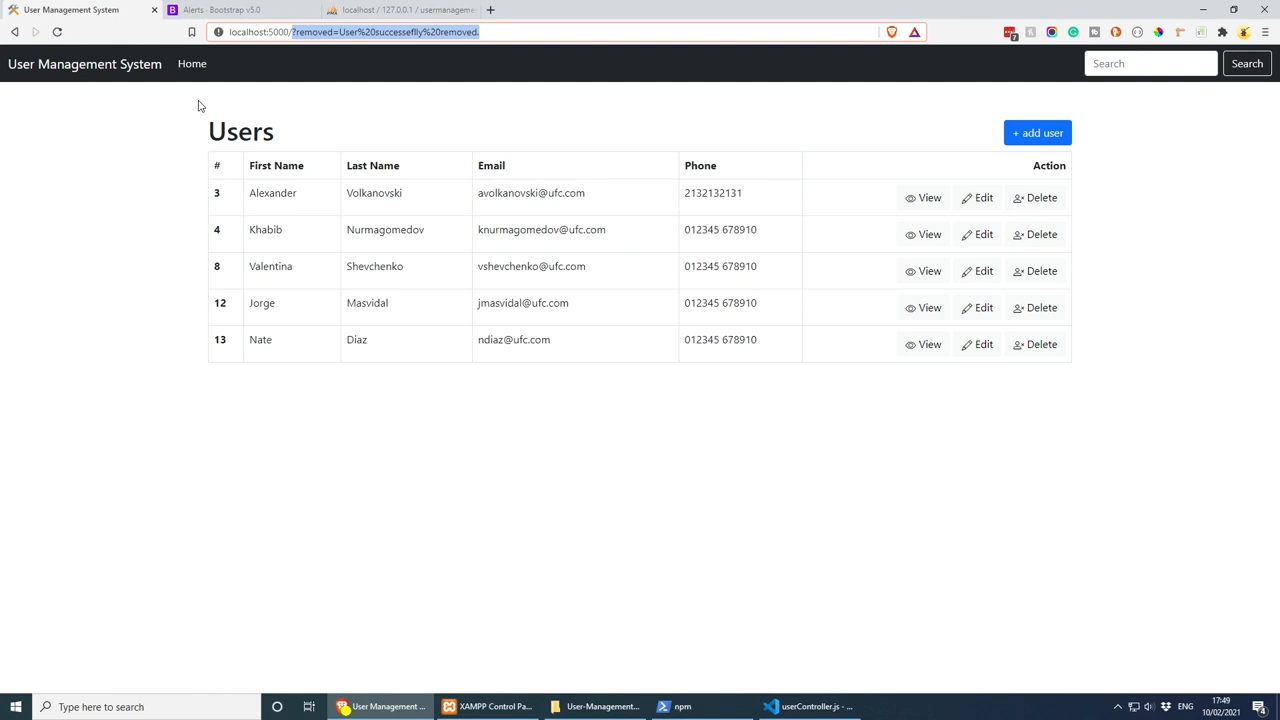 User Management System
Alerts · Bootstrap v5.0
localhost / 127.0.0.1 / usermanageme
localhost:5000/?removed=User%20successeflly%20removed.
7
User Management System Home Search Search
Users + add user
# First Name Last Name Email Phone Action
3 Alexander Volkanovski avolkanovski@ufc.com 2132132131 View Edit Delete
4 Khabib Nurmagomedov knurmagomedov@ufc.com 012345 678910 View Edit Delete
8 Valentina Shevchenko vshevchenko@ufc.com 012345 678910 View Edit Delete
12 Jorge Masvidal jmasvidal@ufc.com 012345 678910 View Edit Delete
13 Nate Diaz ndiaz@ufc.com 012345 678910 View Edit Delete
Type here to search
User Management ...
XAMPP Control Pa...
User-Management...
npm
userController.js - ...
ENG
17:49
10/02/2021
4